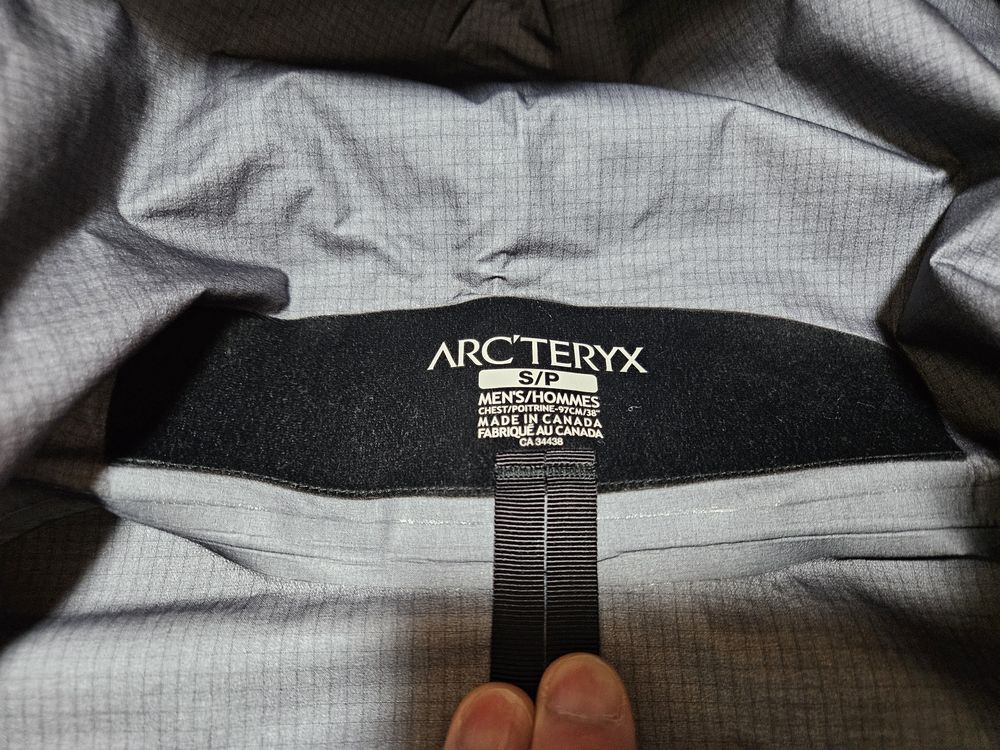 ARC'TERYX
S/P
MEN'S/HOMMES
CHEST/POITRINE-97CM/38"
MADE IN CANADA
FABRIQUÉ AU CANADA
CA 34438